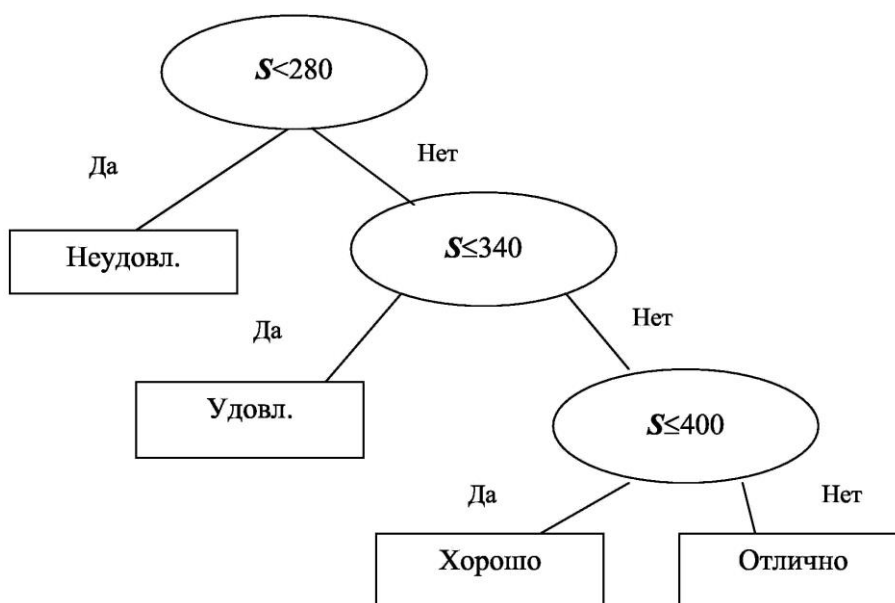 S<280
Да
Нет
Неудовл.
S≤340
Да
Нет
Удовл.
S≤400
Да
Нет
Хорошо
Отлично